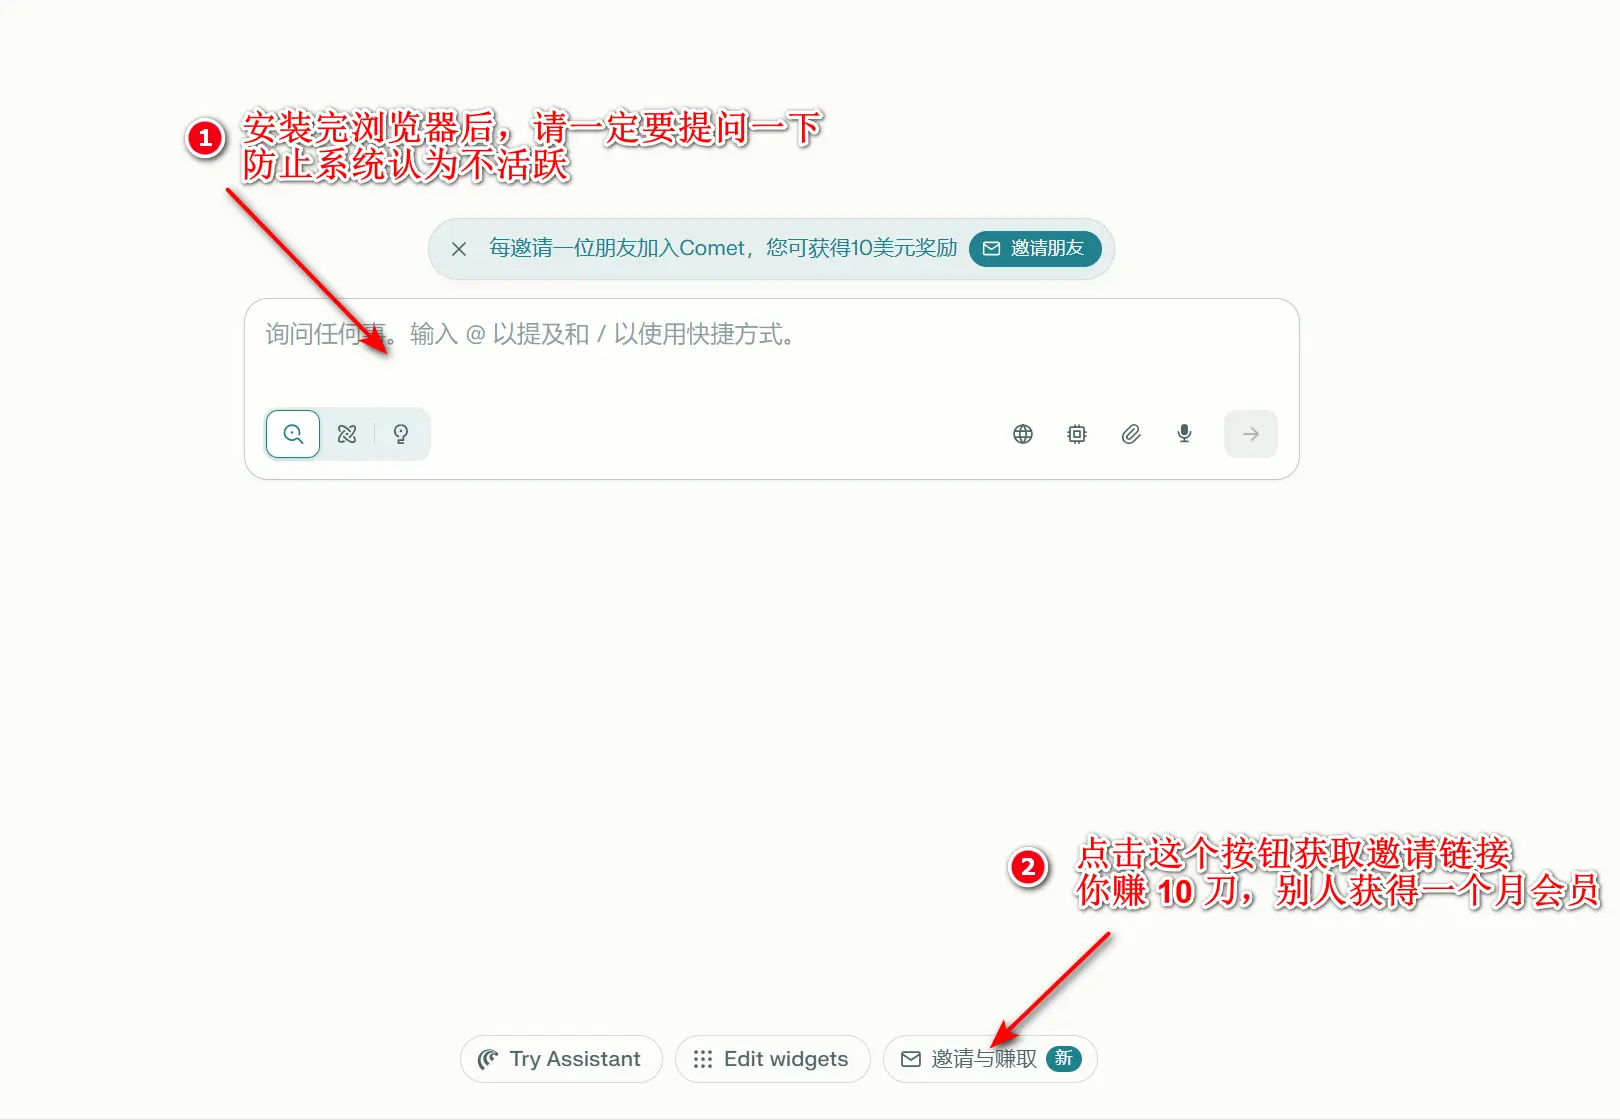 1
安装完浏览器后，请一定要提问一下
防止系统认为不活跃
每邀请一位朋友加入Comet，您可获得10美元奖励
邀请朋友
询问任何事。输入 @ 以提及和 / 以使用快捷方式。
2
点击这个按钮获取邀请链接
你赚 10 刀，别人获得一个月会员
Try Assistant
Edit widgets
邀请与赚取 新